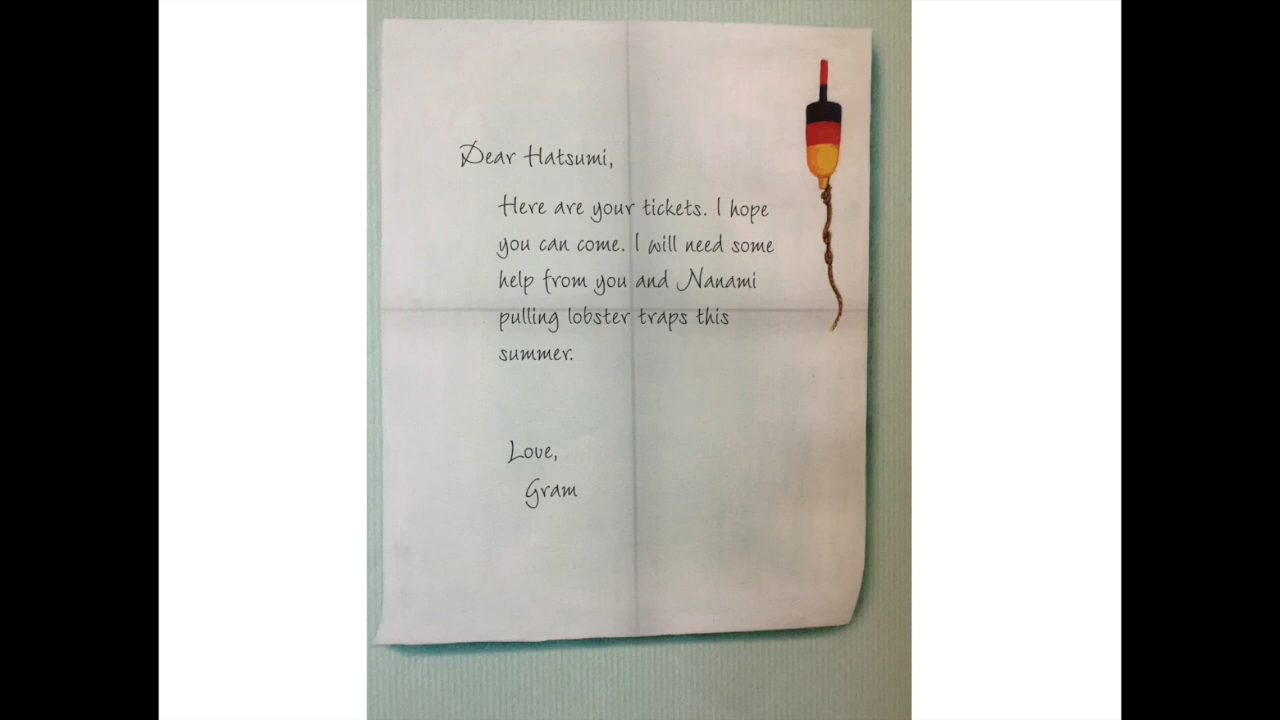 Dear Hatsumi,
Here are your tickets. I hope
you can come. I will need some
help from you and Nanami
pulling lobster traps this
summer.
Love,
Gram